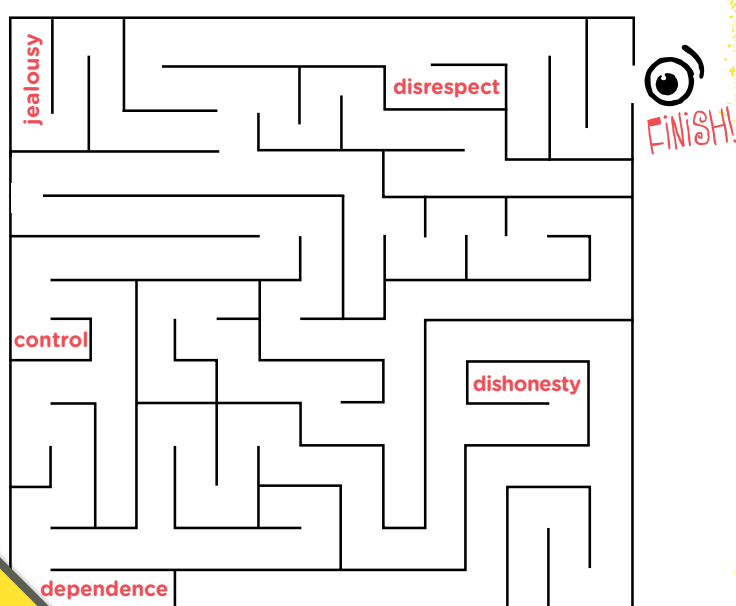 jealousy
disrespect
FiNiSH!
control
dishonesty
dependence